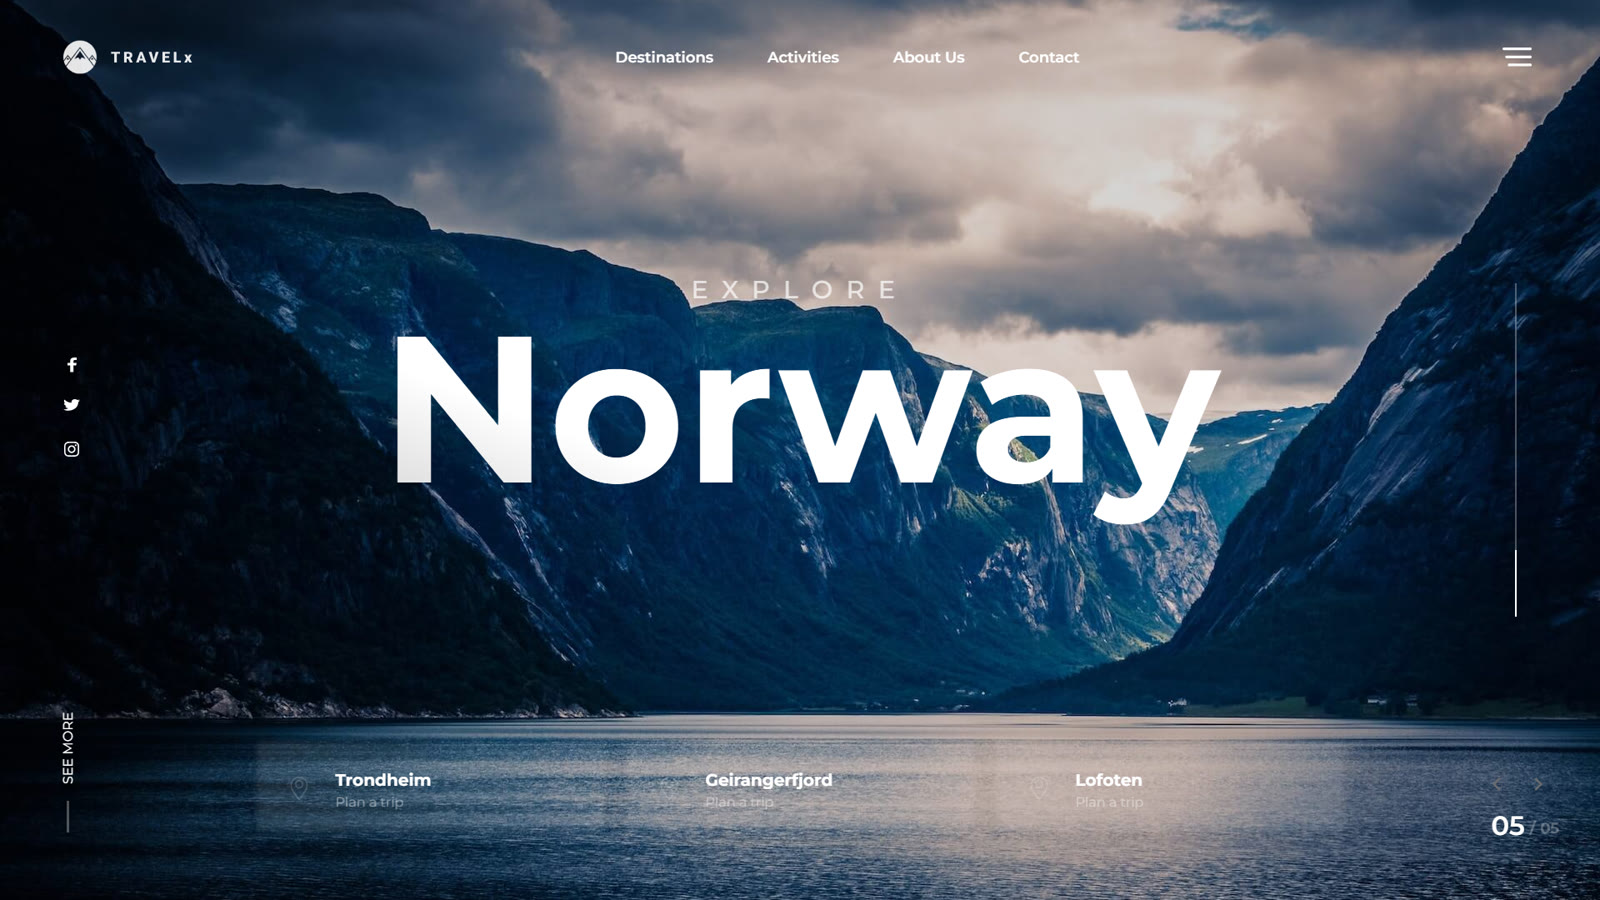 TRAVELx
Destinations
Activities
About Us
Contact
EXPLORE
Norway
SEE MORE
Trondheim
Plan a trip
Geirangerfjord
Plan a trip
Lofoten
Plan a trip
05 / 05